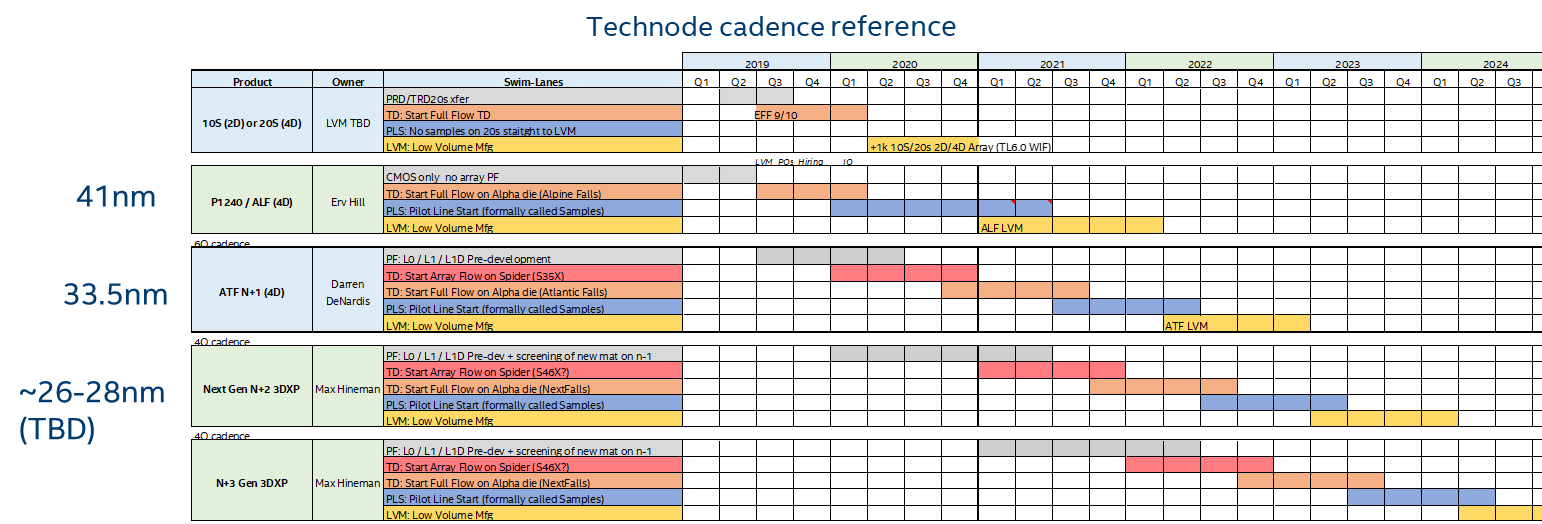 Technode cadence reference
2019 2020 2021 2022 2023 2024
Product Owner Swim-Lanes Q1 Q2 Q3 Q4 Q1 Q2 Q3 Q4 Q1 Q2 Q3 Q4 Q1 Q2 Q3 Q4 Q1 Q2 Q3 Q4 Q1 Q2 Q3
10S (2D) or 20S (4D) LVM TBD
PRD/TRD20s xfer
TD: Start Full Flow TD EFF 9/10
PLS: No samples on 20s staitght to LVM
LVM: Low Volume Mfg +1k 10S/20s 2D/4D Array (TL6.0 WIF)
LVM POs Hiring IQ
41nm
P1240 / ALF (4D) Erv Hill
CMOS only no array PF
TD: Start Full Flow on Alpha die (Alpine Falls)
PLS: Pilot Line Start (formally called Samples)
LVM: Low Volume Mfg ALF LVM
6Q cadence
33.5nm
ATF N+1 (4D) Darren
DeNardis
PF: L0 / L1 / L1D Pre-development
TD: Start Array Flow on Spider (S35X)
TD: Start Full Flow on Alpha die (Atlantic Falls)
PLS: Pilot Line Start (formally called Samples)
LVM: Low Volume Mfg ATF LVM
4Q cadence
~26-28nm
(TBD)
Next Gen N+2 3DXP Max Hineman
PF: L0 / L1 / L1D Pre-dev + screening of new mat on n-1
TD: Start Array Flow on Spider (S46X?)
TD: Start Full Flow on Alpha die (NextFalls)
PLS: Pilot Line Start (formally called Samples)
LVM: Low Volume Mfg
4Q cadence
N+3 Gen 3DXP Max Hineman
PF: L0 / L1 / L1D Pre-dev + screening of new mat on n-1
TD: Start Array Flow on Spider (S46X?)
TD: Start Full Flow on Alpha die (NextFalls)
PLS: Pilot Line Start (formally called Samples)
LVM: Low Volume Mfg